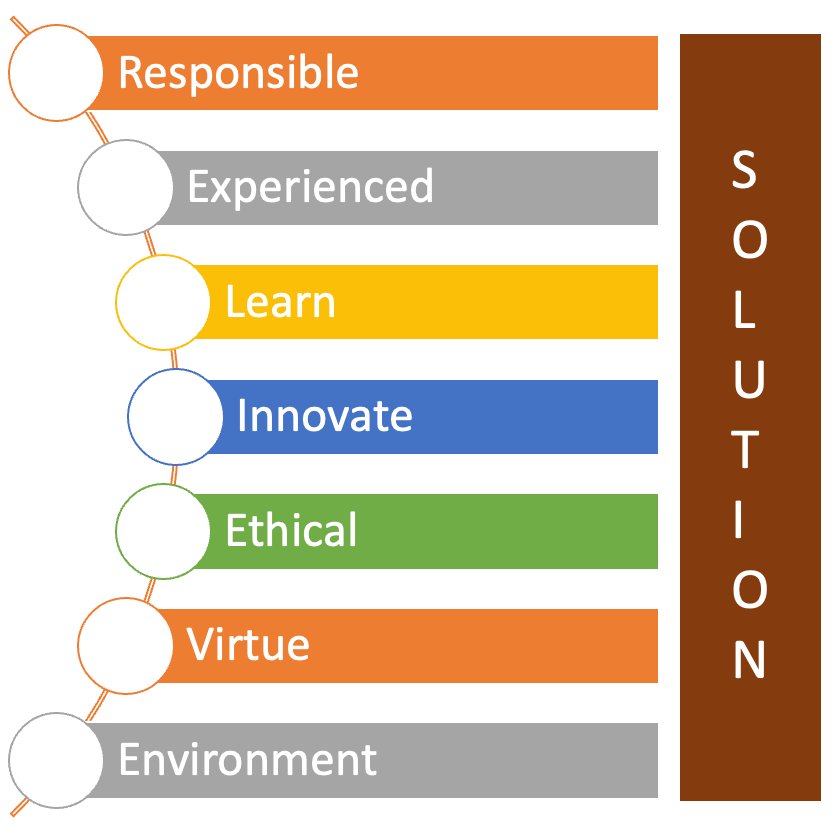 Responsible
Experienced
Learn
Innovate
Ethical
Virtue
Environment
S
O
L
U
T
I
O
N